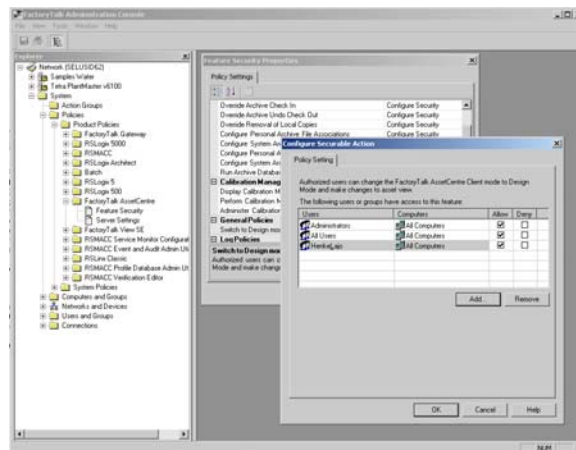 FactoryTalk Administration Console
File View Tools Window Help
Explorer
Network (SELUSID62)
Samples Water
Tetra PlantMaster v6100
System
Action Groups
Policies
Product Policies
FactoryTalk Gateway
RSLogix 5000
RSMACC
RSLogix Architect
Batch
RSLogix 5
RSLogix 500
FactoryTalk AssetCentre
Feature Security
Server Settings
FactoryTalk View SE
RSMACC Service Monitor Configurat
RSMACC Event and Audit Admin Uti
RSLinx Classic
RSMACC Profile Database Admin Ut
RSMACC Verification Editor
System Policies
Computers and Groups
Networks and Devices
Users and Groups
Connections
Feature Security Properties
Policy Settings
Override Archive Check In Configure Security
Override Archive Undo Check Out Configure Security
Override Removal of Local Copies Configure Security
Configure Personal Archive File Associations Configure Security
Configure System Ar
Configure Personal A
Configure System Ar
Run Archive Databas
Calibration Manag
Display Calibration M
Perform Calibration M
Administer Calibration
General Policies
Switch to Design mo
Log Policies
Switch to Design mo
Authorized users can c
Mode and make chang
Configure Securable Action
Policy Setting
Authorized users can change the FactoryTalk AssetCentre Client mode to Design
Mode and make changes to asset view.
The following users or groups have access to this feature:
Users Computers Allow Deny
Administrators All Computers
All Users All Computers
All Computers
Add... Remove
OK Cancel Help
NUM